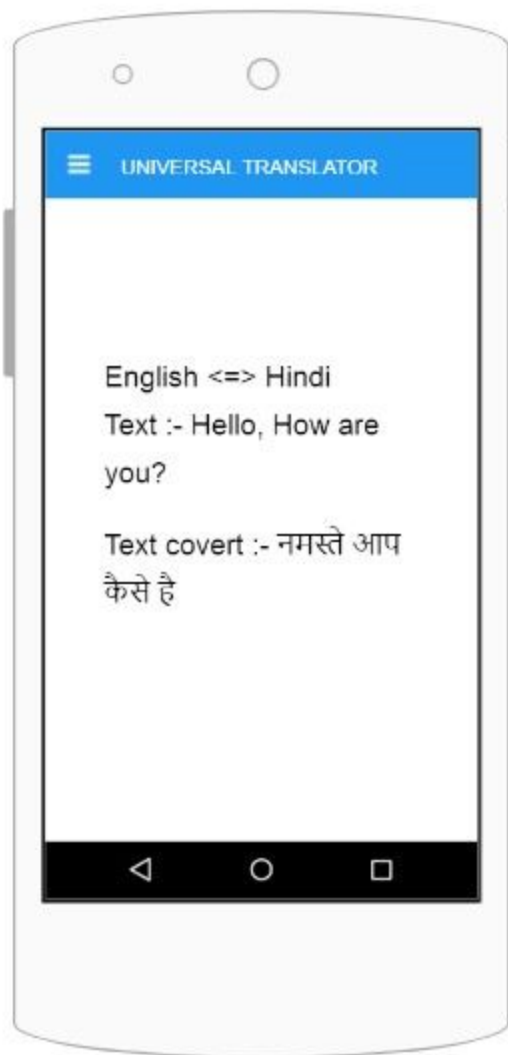 UNIVERSAL TRANSLATOR
English <=> Hindi
Text :- Hello, How are
you?
Text covert :- नमस्ते आप
कैसे है